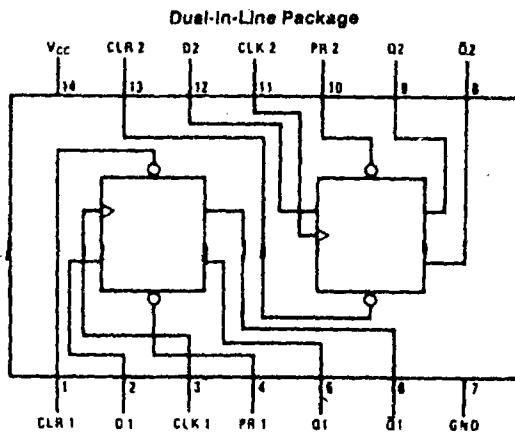 Dual-In-Line Package
VCC CLR 2 D2 CLK 2 PR 2 Q2 Q̄2
14 13 12 11 10 9 8
1 2 3 4 5 6 7
CLR 1 D1 CLK 1 PR 1 Q1 Q̄1 GND